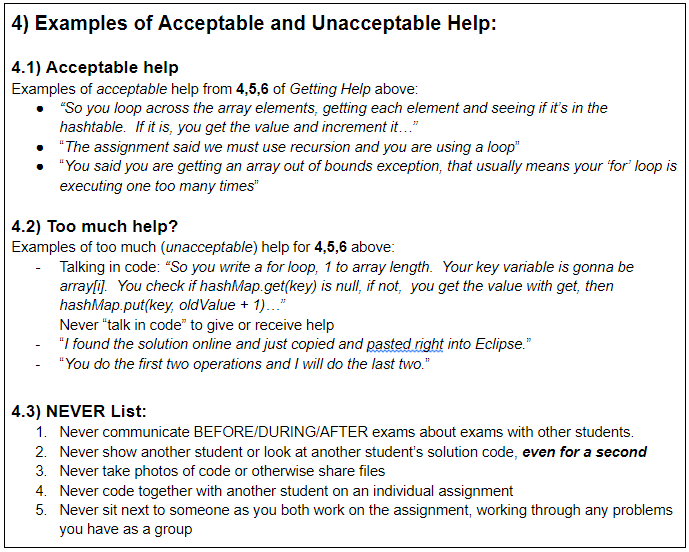 4) Examples of Acceptable and Unacceptable Help:
4.1) Acceptable help
Examples of acceptable help from 4,5,6 of Getting Help above:
● “So you loop across the array elements, getting each element and seeing if it’s in the
hashtable.  If it is, you get the value and increment it…”
● “The assignment said we must use recursion and you are using a loop”
● “You said you are getting an array out of bounds exception, that usually means your ‘for’ loop is
executing one too many times”
4.2) Too much help?
Examples of too much (unacceptable) help for 4,5,6 above:
- Talking in code: “So you write a for loop, 1 to array length.  Your key variable is gonna be
array[i].  You check if hashMap.get(key) is null, if not,  you get the value with get, then
hashMap.put(key, oldValue + 1)…”
Never “talk in code” to give or receive help
- “I found the solution online and just copied and pasted right into Eclipse.”
- “You do the first two operations and I will do the last two.”
4.3) NEVER List:
1. Never communicate BEFORE/DURING/AFTER exams about exams with other students.
2. Never show another student or look at another student’s solution code, even for a second
3. Never take photos of code or otherwise share files
4. Never code together with another student on an individual assignment
5. Never sit next to someone as you both work on the assignment, working through any problems
you have as a group